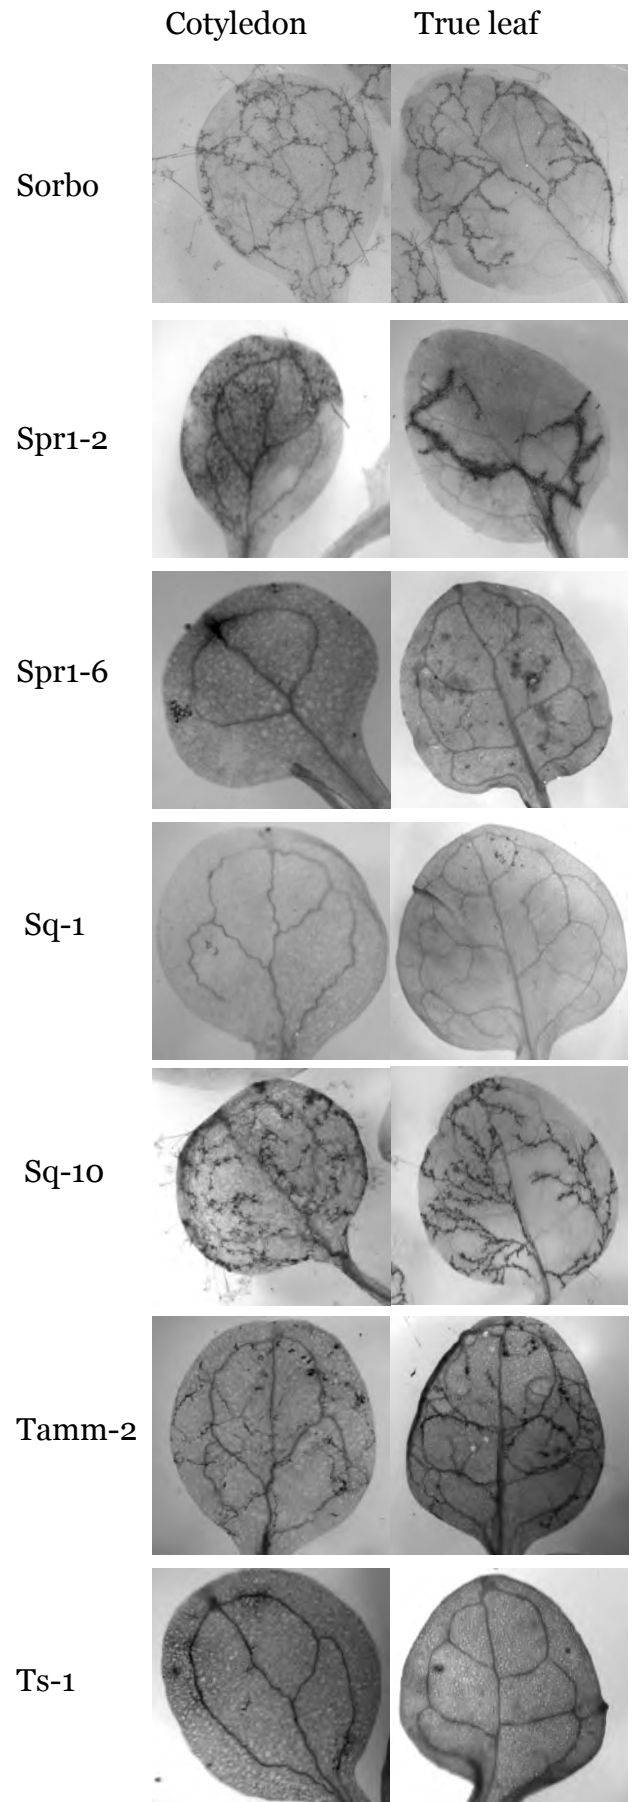 Cotyledon True leaf
Sorbo
Spr1-2
Spr1-6
Sq-1
Sq-10
Tamm-2
Ts-1